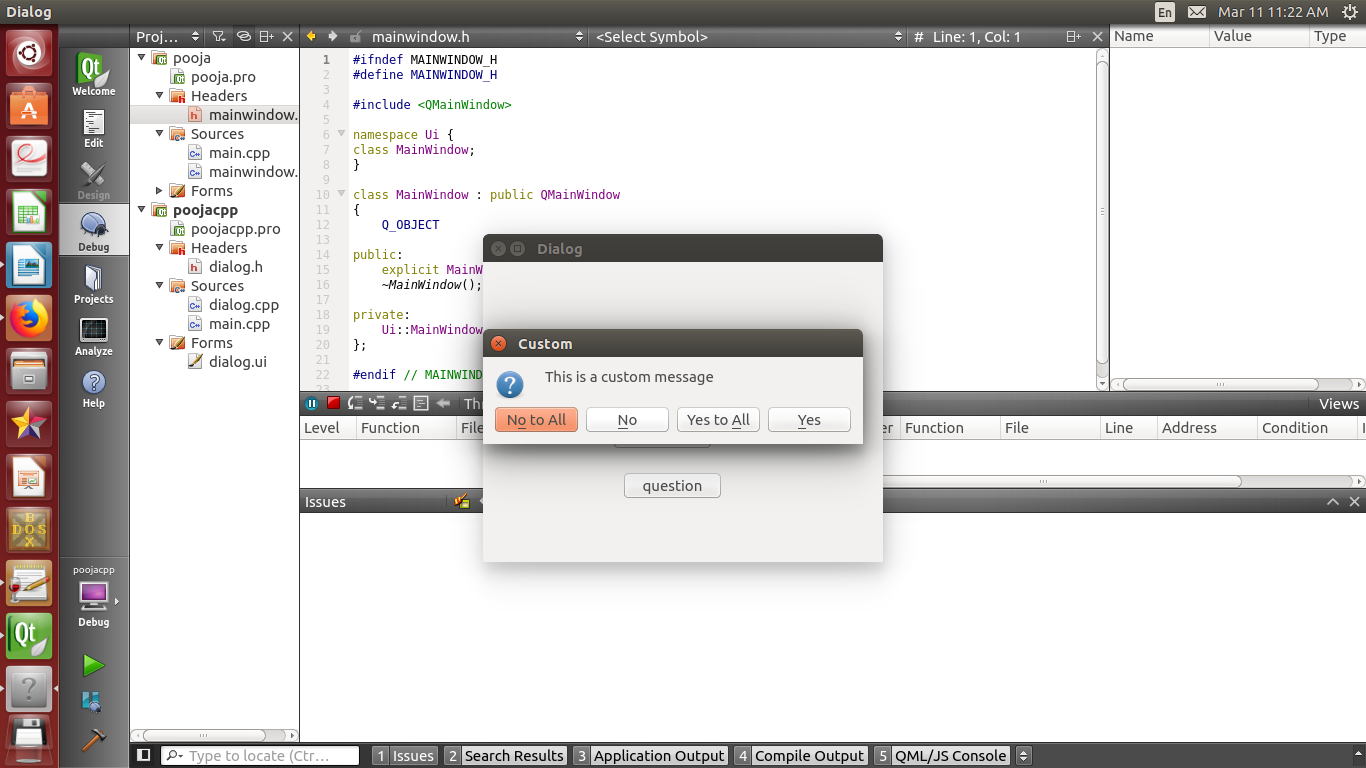 Dialog
En
Mar 11 11:22 AM
Proj...
mainwindow.h
<Select Symbol>
#
Line: 1, Col: 1
Name
Value
Type
Qt
Welcome
Edit
Design
Debug
Projects
Analyze
Help
poojacpp
Debug
pooja
pooja.pro
Headers
mainwindow.
Sources
main.cpp
mainwindow.
Forms
poojacpp
poojacpp.pro
Headers
dialog.h
Sources
dialog.cpp
main.cpp
Forms
dialog.ui
1 #ifndef MAINWINDOW_H
2 #define MAINWINDOW_H
3
4 #include <QMainWindow>
5
6 namespace Ui {
7 class MainWindow;
8 }
9
10 class MainWindow : public QMainWindow
11 {
12 Q_OBJECT
13
14 public:
15 explicit MainW
16 ~MainWindow();
17
18 private:
19 Ui::MainWindow
20 };
21
22 #endif // MAINWIND
23
Dialog
Custom
This is a custom message
No to All
No
Yes to All
Yes
question
Thr
Views
Level
Function
File
er
Function
File
Line
Address
Condition
I
Issues
Type to locate (Ctr...
1 Issues
2 Search Results
3 Application Output
4 Compile Output
5 QML/JS Console